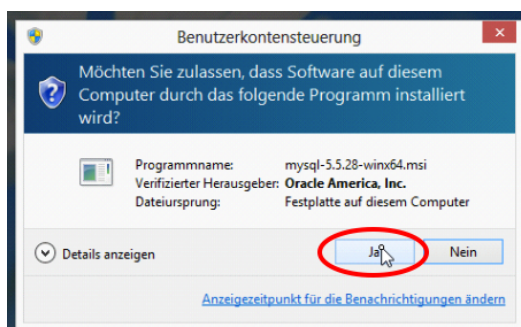 Benutzerkontensteuerung
Möchten Sie zulassen, dass Software auf diesem
Computer durch das folgende Programm installiert
wird?
Programmname: mysql-5.5.28-winx64.msi
Verifizierter Herausgeber: Oracle America, Inc.
Dateiursprung: Festplatte auf diesem Computer
Details anzeigen Ja Nein
Anzeigezeitpunkt für die Benachrichtigungen ändern